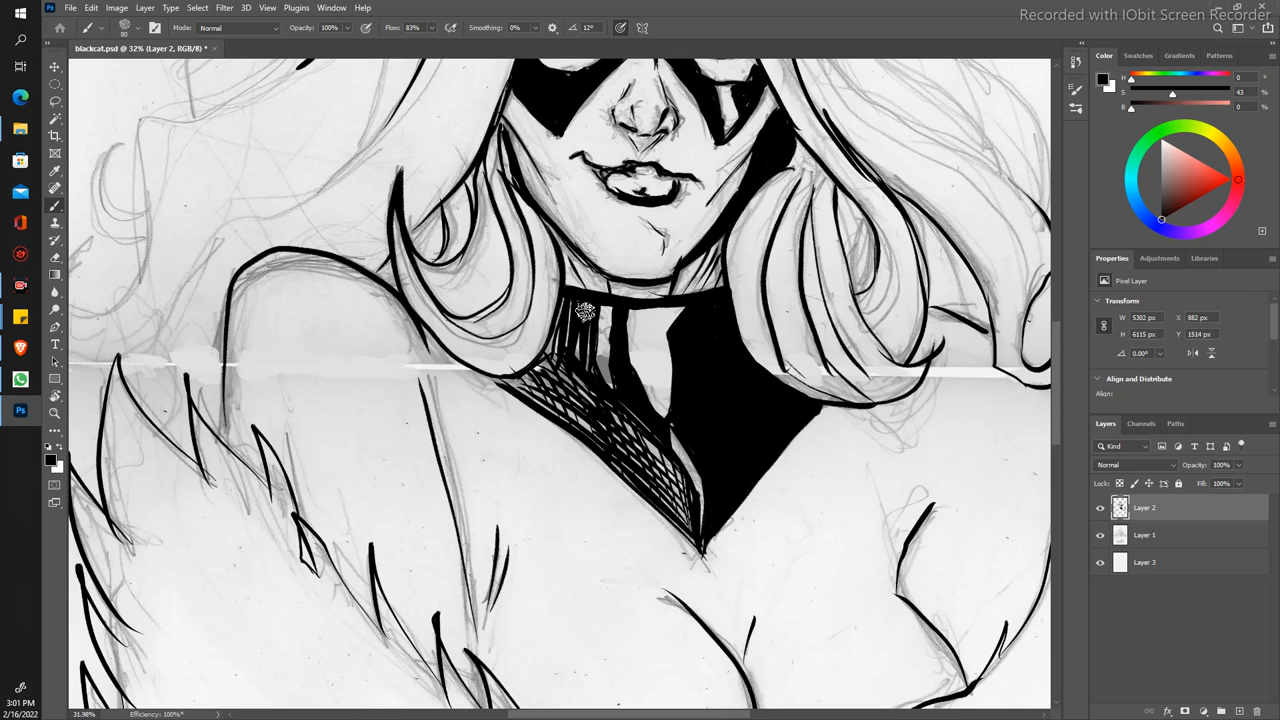 Recorded with IObit Screen Recorder
File Edit Image Layer Type Select Filter 3D View Plugins Window Help
80 Mode: Normal Opacity: 100% Flow: 83% Smoothing: 0% 12°
blackcat.psd @ 32% (Layer 2, RGB/8) *
Color Swatches Gradients Patterns
H 0 °
S 43 %
B 0 %
Properties Adjustments Libraries
Pixel Layer
Transform
W 5302 px X 882 px
H 6115 px Y 1514 px
0.00°
Align and Distribute
Align:
Layers Channels Paths
Kind
Normal Opacity: 100%
Lock: Fill: 100%
Layer 2
Layer 1
Layer 3
31.98% Efficiency: 100%*
3:01 PM
2/16/2022